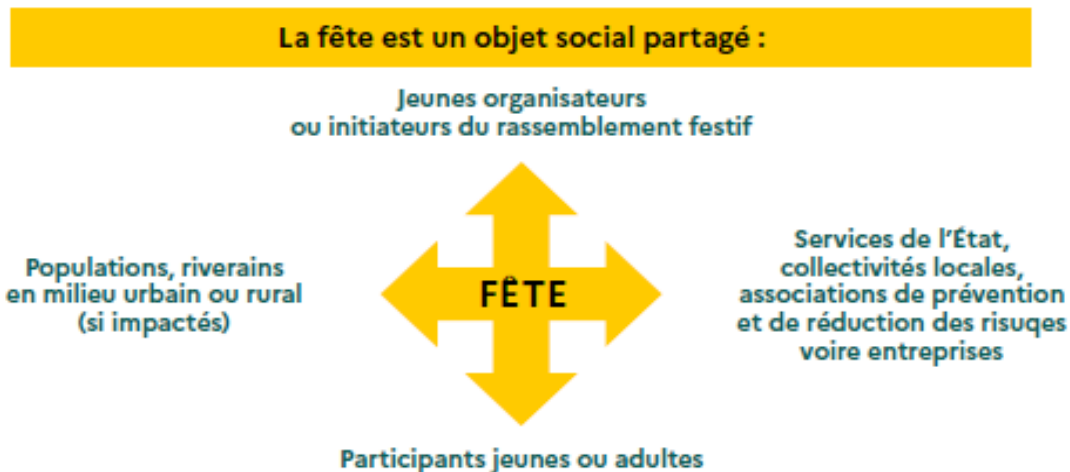 La fête est un objet social partagé :
Jeunes organisateurs
ou initiateurs du rassemblement festif
Populations, riverains
en milieu urbain ou rural
(si impactés)
FÊTE
Services de l'État,
collectivités locales,
associations de prévention
et de réduction des risuqes
voire entreprises
Participants jeunes ou adultes